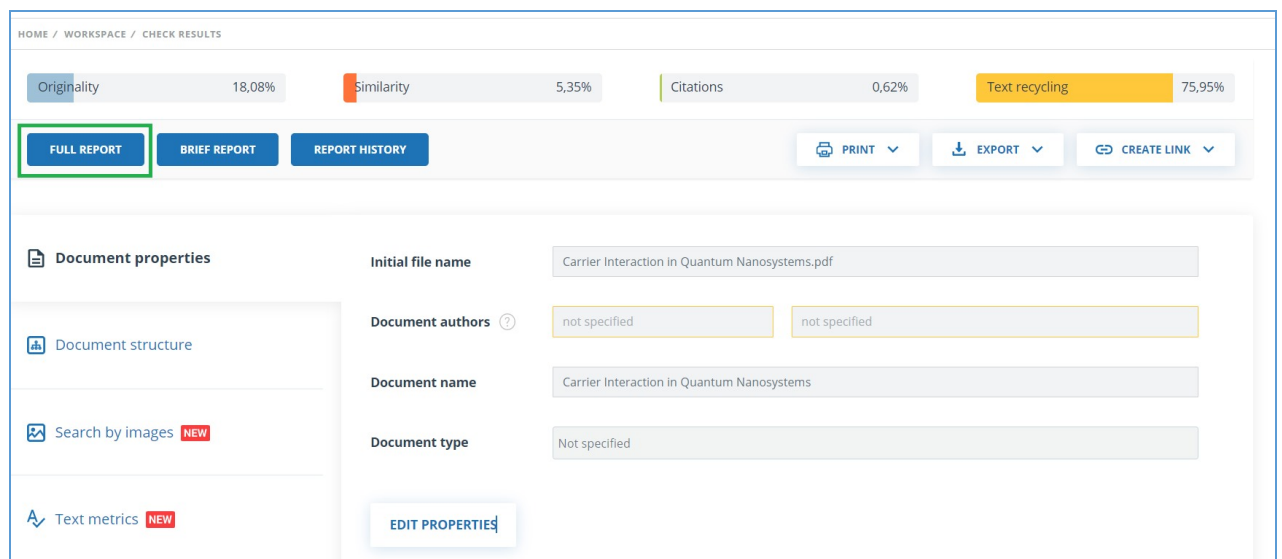 HOME / WORKSPACE / CHECK RESULTS
Originality 18,08% Similarity 5,35% Citations 0,62% Text recycling 75,95%
FULL REPORT BRIEF REPORT REPORT HISTORY PRINT EXPORT CREATE LINK
Document properties
Document structure
Search by images NEW
Text metrics NEW
Initial file name Carrier Interaction in Quantum Nanosystems.pdf
Document authors ? not specified not specified
Document name Carrier Interaction in Quantum Nanosystems
Document type Not specified
EDIT PROPERTIES